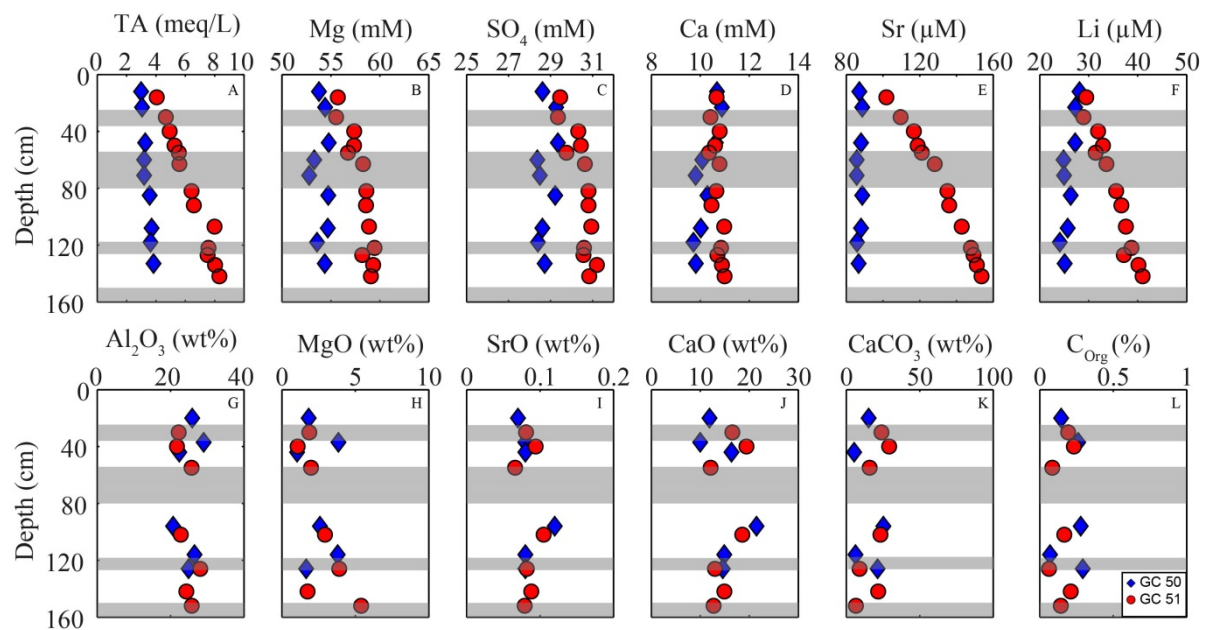 TA (meq/L) Mg (mM) SO₄ (mM) Ca (mM) Sr (μM) Li (μM)
0 2 4 6 8 10 50 55 60 65 25 27 29 31 33 8 10 12 14 80 100 120 140 160 20 30 40 50
0 A B C D E F
40
80
120
160
Depth (cm)
Al₂O₃ (wt%) MgO (wt%) SrO (wt%) CaO (wt%) CaCO₃ (wt%) C_Org (%)
0 20 40 0 5 10 0 0.1 0.2 0 10 20 30 0 50 100 0 0.5 1
0 G H I J K L
40
80
120
160
Depth (cm)
GC 50
GC 51